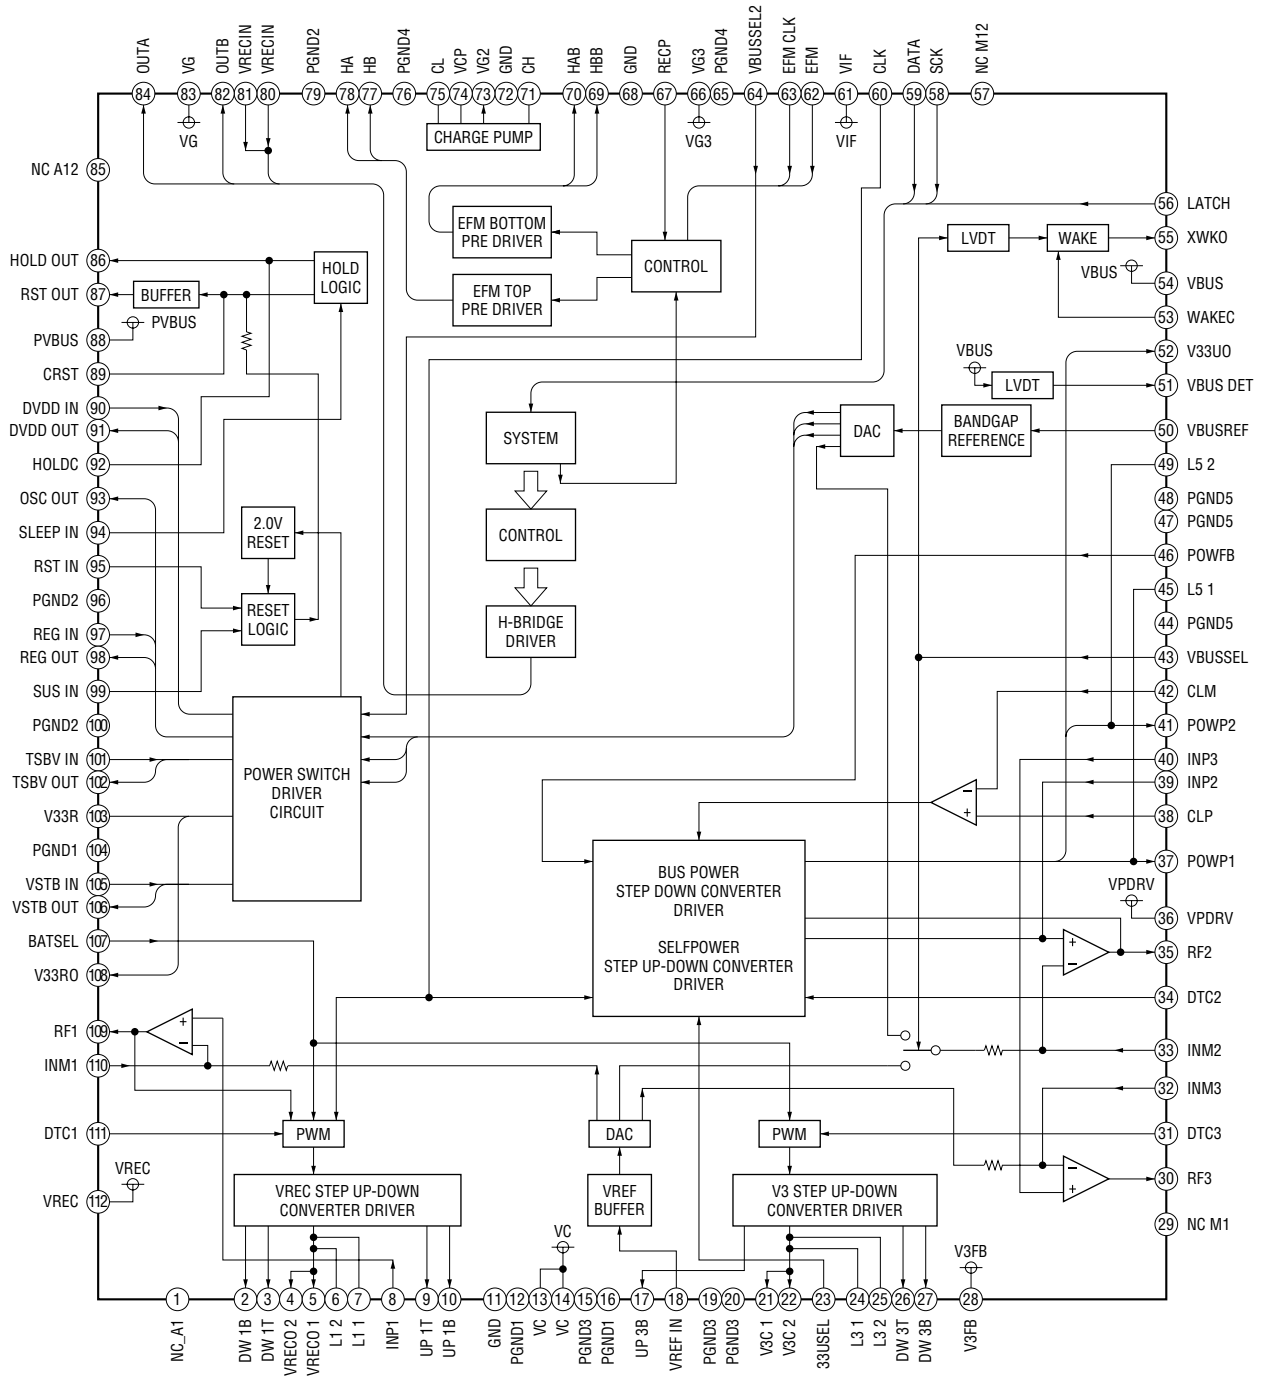 OUTA
VG
OUTB
VRECIN
VRECIN
PGND2
HA
HB
PGND4
CL
VCP
VG2
GND
CH
HAB
HBB
GND
RECP
VG3
PGND4
VBUSSEL2
EFM CLK
EFM
VIF
CLK
DATA
SCK
NC M12
84
83
82
81
80
79
78
77
76
75
74
73
72
71
70
69
68
67
66
65
64
63
62
61
60
59
58
57
VG
CHARGE PUMP
VG3
VIF
NC A12
85
HOLD OUT
86
RST OUT
87
PVBUS
88
CRST
89
DVDD IN
90
DVDD OUT
91
HOLDC
92
OSC OUT
93
SLEEP IN
94
RST IN
95
PGND2
96
REG IN
97
REG OUT
98
SUS IN
99
PGND2
100
TSBV IN
101
TSBV OUT
102
V33R
103
PGND1
104
VSTB IN
105
VSTB OUT
106
BATSEL
107
V33RO
108
RF1
109
INM1
110
DTC1
111
VREC
112
HOLD
LOGIC
BUFFER
PVBUS
EFM BOTTOM
PRE DRIVER
EFM TOP
PRE DRIVER
CONTROL
SYSTEM
CONTROL
H-BRIDGE
DRIVER
2.0V
RESET
RESET
LOGIC
POWER SWITCH
DRIVER
CIRCUIT
LVDT
WAKE
VBUS
VBUS
LVDT
DAC
BANDGAP
REFERENCE
BUS POWER
STEP DOWN CONVERTER
DRIVER
SELFPOWER
STEP UP-DOWN CONVERTER
DRIVER
−
+
VPDRV
+
−
+
−
PWM
DAC
PWM
−
+
VREC
VREC STEP UP-DOWN
CONVERTER DRIVER
VREF
BUFFER
V3 STEP UP-DOWN
CONVERTER DRIVER
VC
V3FB
56
LATCH
55
XWKO
54
VBUS
53
WAKEC
52
V33UO
51
VBUS DET
50
VBUSREF
49
L5 2
48
PGND5
47
PGND5
46
POWFB
45
L5 1
44
PGND5
43
VBUSSEL
42
CLM
41
POWP2
40
INP3
39
INP2
38
CLP
37
POWP1
36
VPDRV
35
RF2
34
DTC2
33
INM2
32
INM3
31
DTC3
30
RF3
29
NC M1
1
2
3
4
5
6
7
8
9
10
11
12
13
14
15
16
17
18
19
20
21
22
23
24
25
26
27
28
NC_A1
DW 1B
DW 1T
VRECO 2
VRECO 1
L1 2
L1 1
INP1
UP 1T
UP 1B
GND
PGND1
VC
VC
PGND3
PGND1
UP 3B
VREF IN
PGND3
PGND3
V3C 1
V3C 2
33USEL
L3 1
L3 2
DW 3T
DW 3B
V3FB